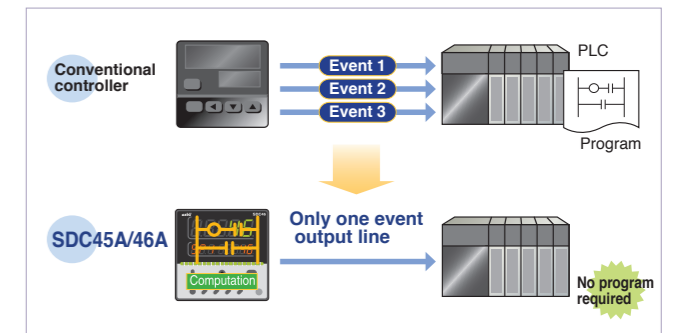 Conventional
controller
Event 1
Event 2
Event 3
PLC
Program
SDC45A/46A
Computation
Only one event
output line
No program
required